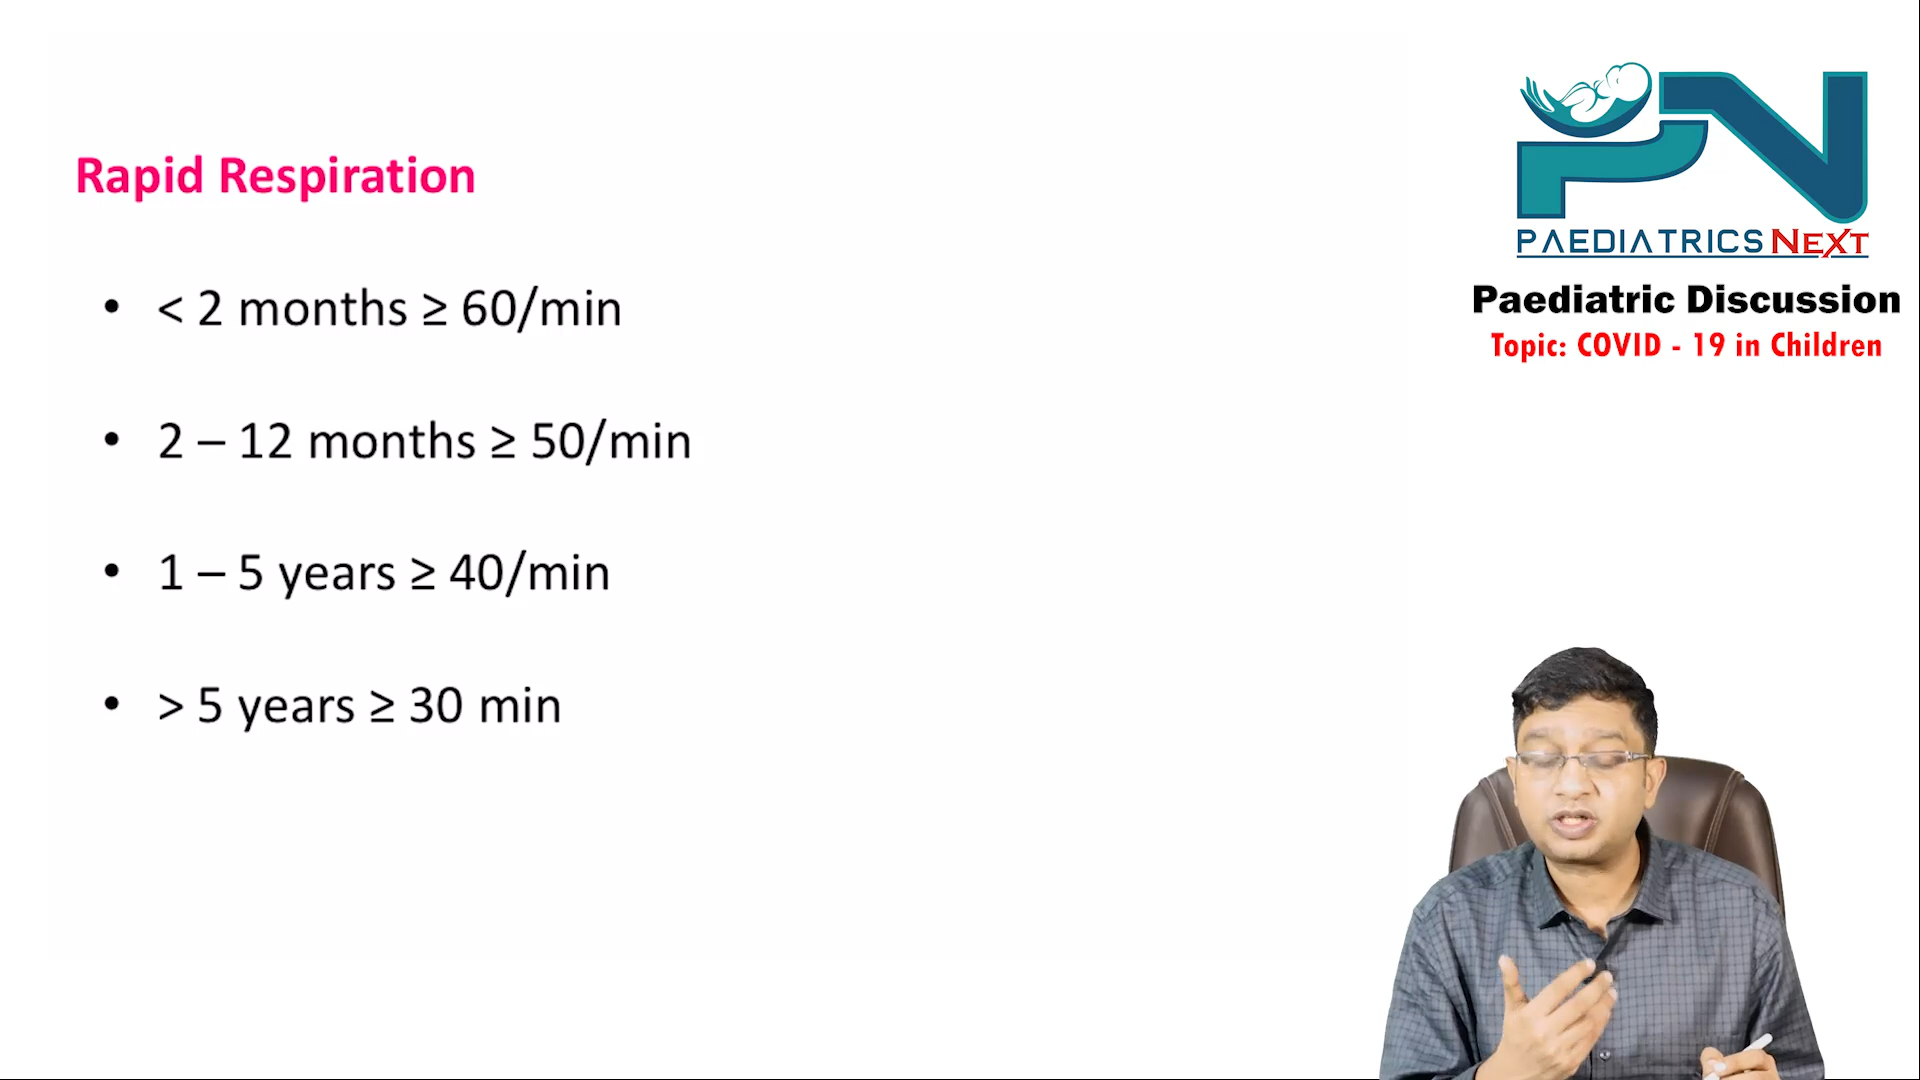 Rapid Respiration
• < 2 months ≥ 60/min
• 2 – 12 months ≥ 50/min
• 1 – 5 years ≥ 40/min
• > 5 years ≥ 30 min
PN
PAEDIATRICS NEXT
Paediatric Discussion
Topic: COVID - 19 in Children